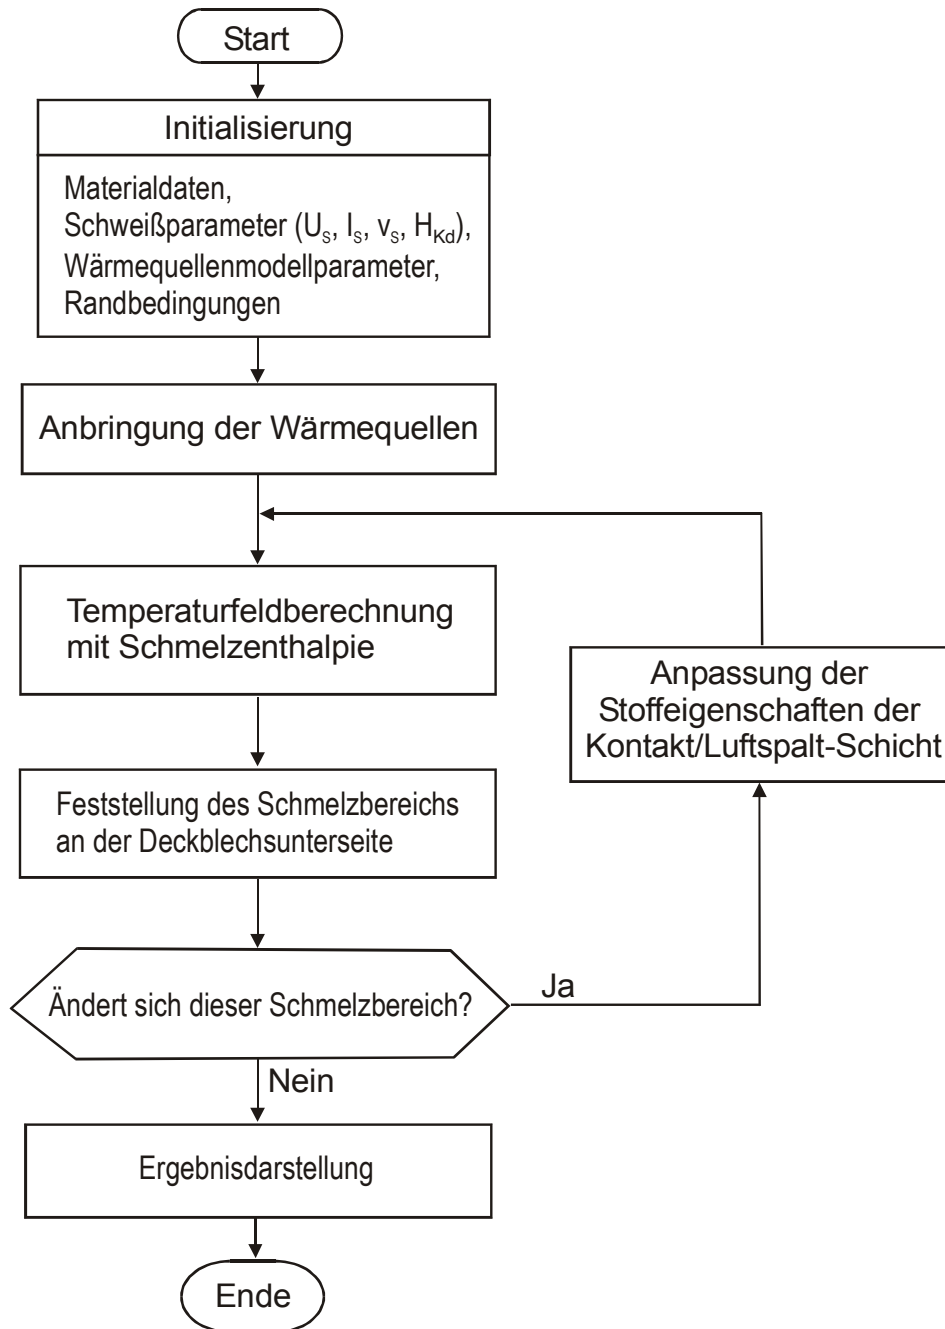 Start
Initialisierung
Materialdaten,
Schweißparameter (Us, Is, vs, HKd),
Wärmequellenmodellparameter,
Randbedingungen
Anbringung der Wärmequellen
Temperaturfeldberechnung
mit Schmelzenthalpie
Anpassung der
Stoffeigenschaften der
Kontakt/Luftspalt-Schicht
Feststellung des Schmelzbereichs
an der Deckblechsunterseite
Ändert sich dieser Schmelzbereich?
Ja
Nein
Ergebnisdarstellung
Ende